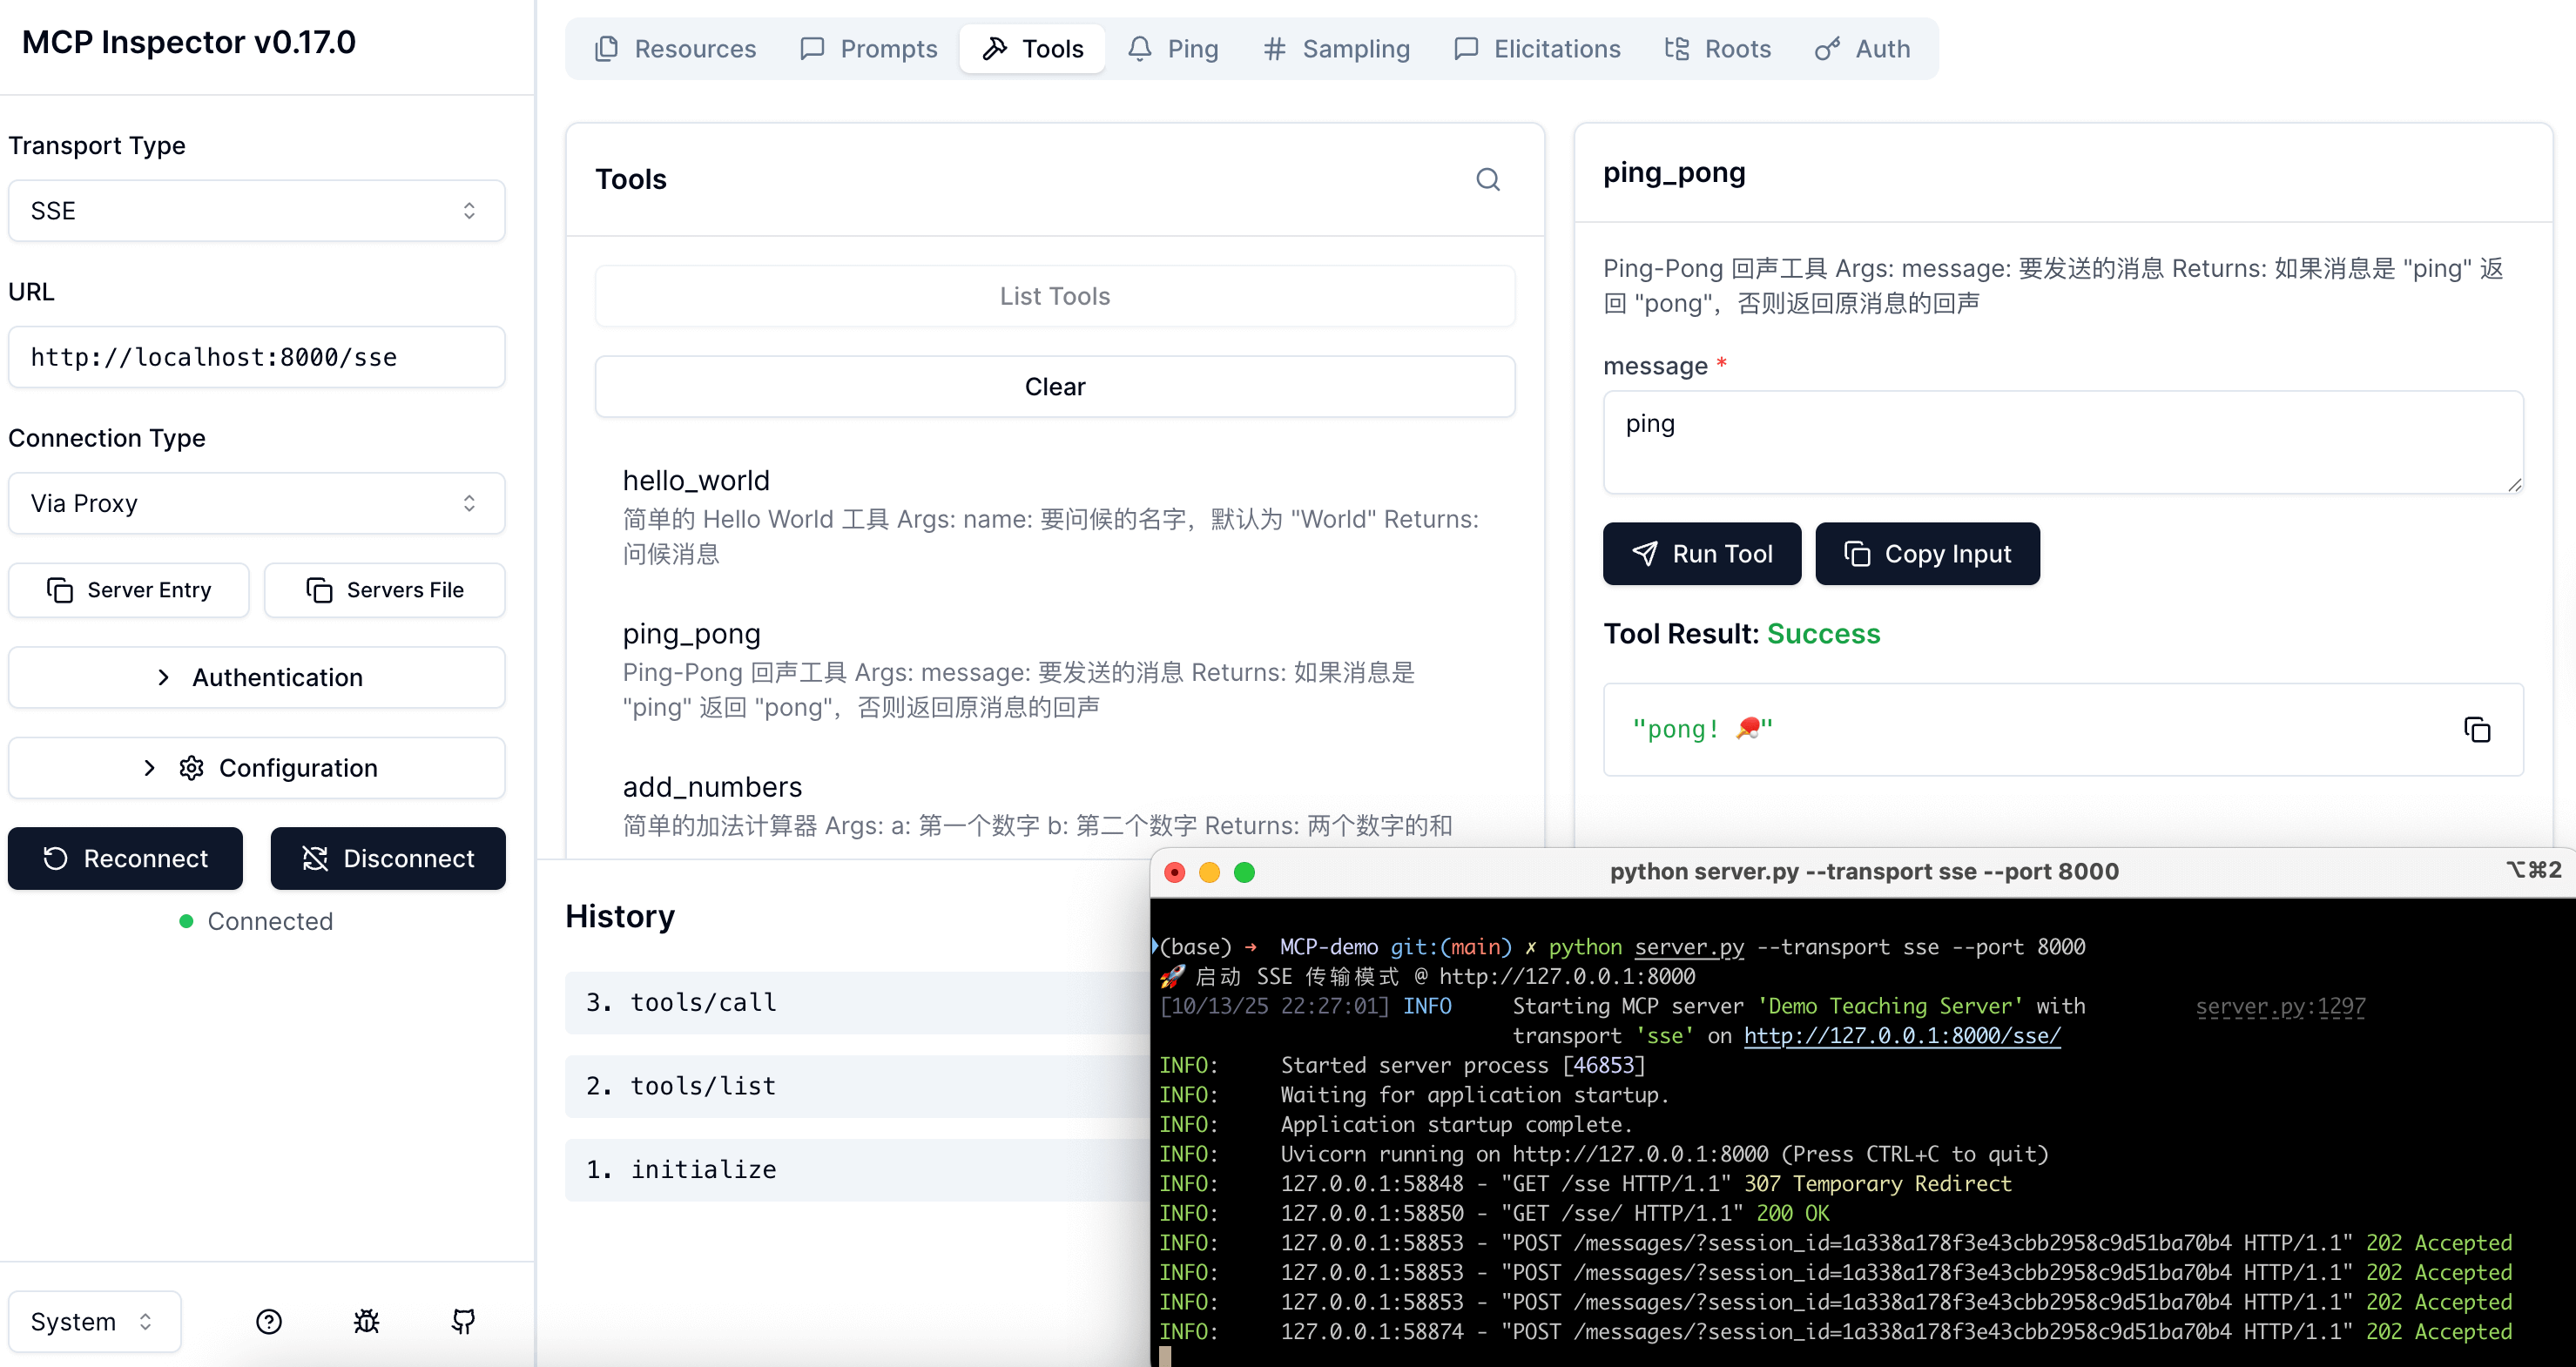 MCP Inspector v0.17.0
Transport Type
SSE
URL
http://localhost:8000/sse
Connection Type
Via Proxy
Server Entry
Servers File
Authentication
Configuration
Reconnect
Disconnect
Connected
System
Resources
Prompts
Tools
Ping
Sampling
Elicitations
Roots
Auth
Tools
List Tools
Clear
hello_world
简单的 Hello World 工具 Args: name: 要问候的名字，默认为 "World" Returns:
问候消息
ping_pong
Ping-Pong 回声工具 Args: message: 要发送的消息 Returns: 如果消息是
"ping" 返回 "pong"，否则返回原消息的回声
add_numbers
简单的加法计算器 Args: a: 第一个数字 b: 第二个数字 Returns: 两个数字的和
ping_pong
Ping-Pong 回声工具 Args: message: 要发送的消息 Returns: 如果消息是 "ping" 返
回 "pong"，否则返回原消息的回声
message *
ping
Run Tool
Copy Input
Tool Result: Success
"pong! 🏓"
History
3. tools/call
2. tools/list
1. initialize
python server.py --transport sse --port 8000
⌥⌘2
(base) → MCP-demo git:(main) ✗ python server.py --transport sse --port 8000
🚀 启动 SSE 传输模式 @ http://127.0.0.1:8000
[10/13/25 22:27:01] INFO Starting MCP server 'Demo Teaching Server' with server.py:1297
transport 'sse' on http://127.0.0.1:8000/sse/
INFO: Started server process [46853]
INFO: Waiting for application startup.
INFO: Application startup complete.
INFO: Uvicorn running on http://127.0.0.1:8000 (Press CTRL+C to quit)
INFO: 127.0.0.1:58848 - "GET /sse HTTP/1.1" 307 Temporary Redirect
INFO: 127.0.0.1:58850 - "GET /sse/ HTTP/1.1" 200 OK
INFO: 127.0.0.1:58853 - "POST /messages/?session_id=1a338a178f3e43cbb2958c9d51ba70b4 HTTP/1.1" 202 Accepted
INFO: 127.0.0.1:58853 - "POST /messages/?session_id=1a338a178f3e43cbb2958c9d51ba70b4 HTTP/1.1" 202 Accepted
INFO: 127.0.0.1:58853 - "POST /messages/?session_id=1a338a178f3e43cbb2958c9d51ba70b4 HTTP/1.1" 202 Accepted
INFO: 127.0.0.1:58874 - "POST /messages/?session_id=1a338a178f3e43cbb2958c9d51ba70b4 HTTP/1.1" 202 Accepted